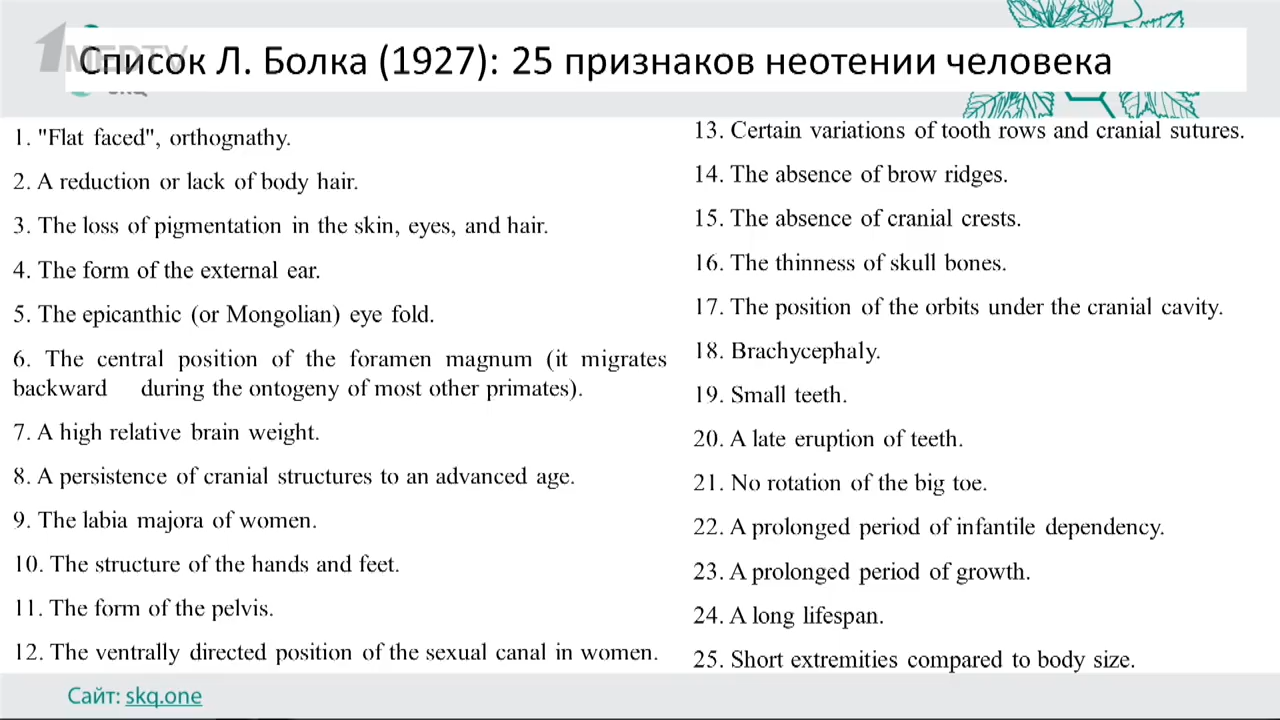 1MEDTV
Список Л. Болка (1927): 25 признаков неотении человека
skq
1. "Flat faced", orthognathy.
2. A reduction or lack of body hair.
3. The loss of pigmentation in the skin, eyes, and hair.
4. The form of the external ear.
5. The epicanthic (or Mongolian) eye fold.
6. The central position of the foramen magnum (it migrates
backward during the ontogeny of most other primates).
7. A high relative brain weight.
8. A persistence of cranial structures to an advanced age.
9. The labia majora of women.
10. The structure of the hands and feet.
11. The form of the pelvis.
12. The ventrally directed position of the sexual canal in women.
13. Certain variations of tooth rows and cranial sutures.
14. The absence of brow ridges.
15. The absence of cranial crests.
16. The thinness of skull bones.
17. The position of the orbits under the cranial cavity.
18. Brachycephaly.
19. Small teeth.
20. A late eruption of teeth.
21. No rotation of the big toe.
22. A prolonged period of infantile dependency.
23. A prolonged period of growth.
24. A long lifespan.
25. Short extremities compared to body size.
Сайт: skq.one